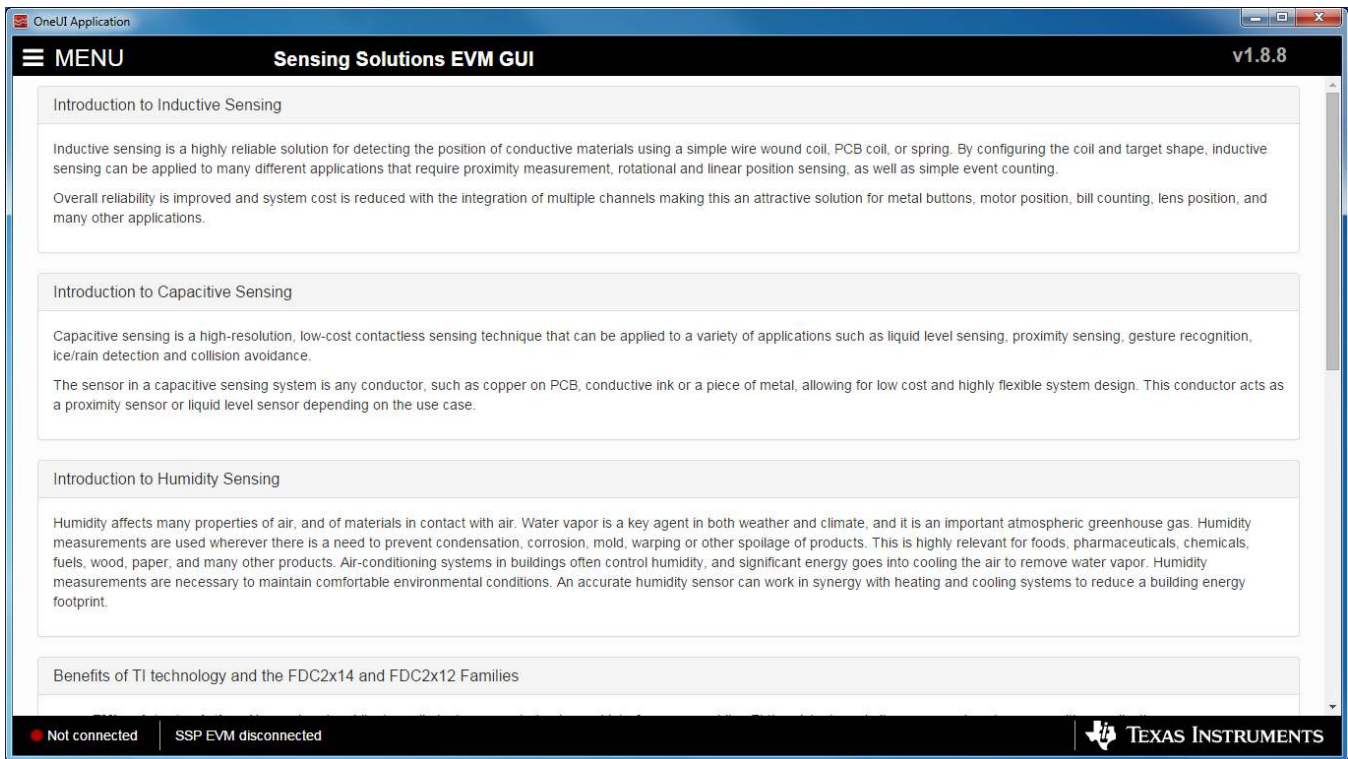 OneUI Application
MENU
Sensing Solutions EVM GUI
v1.8.8
Introduction to Inductive Sensing
Inductive sensing is a highly reliable solution for detecting the position of conductive materials using a simple wire wound coil, PCB coil, or spring. By configuring the coil and target shape, inductive
sensing can be applied to many different applications that require proximity measurement, rotational and linear position sensing, as well as simple event counting.
Overall reliability is improved and system cost is reduced with the integration of multiple channels making this an attractive solution for metal buttons, motor position, bill counting, lens position, and
many other applications.
Introduction to Capacitive Sensing
Capacitive sensing is a high-resolution, low-cost contactless sensing technique that can be applied to a variety of applications such as liquid level sensing, proximity sensing, gesture recognition,
ice/rain detection and collision avoidance.
The sensor in a capacitive sensing system is any conductor, such as copper on PCB, conductive ink or a piece of metal, allowing for low cost and highly flexible system design. This conductor acts as
a proximity sensor or liquid level sensor depending on the use case.
Introduction to Humidity Sensing
Humidity affects many properties of air, and of materials in contact with air. Water vapor is a key agent in both weather and climate, and it is an important atmospheric greenhouse gas. Humidity
measurements are used wherever there is a need to prevent condensation, corrosion, mold, warping or other spoilage of products. This is highly relevant for foods, pharmaceuticals, chemicals,
fuels, wood, paper, and many other products. Air-conditioning systems in buildings often control humidity, and significant energy goes into cooling the air to remove water vapor. Humidity
measurements are necessary to maintain comfortable environmental conditions. An accurate humidity sensor can work in synergy with heating and cooling systems to reduce a building energy
footprint.
Benefits of TI technology and the FDC2x14 and FDC2x12 Families
Not connected
SSP EVM disconnected
TEXAS INSTRUMENTS